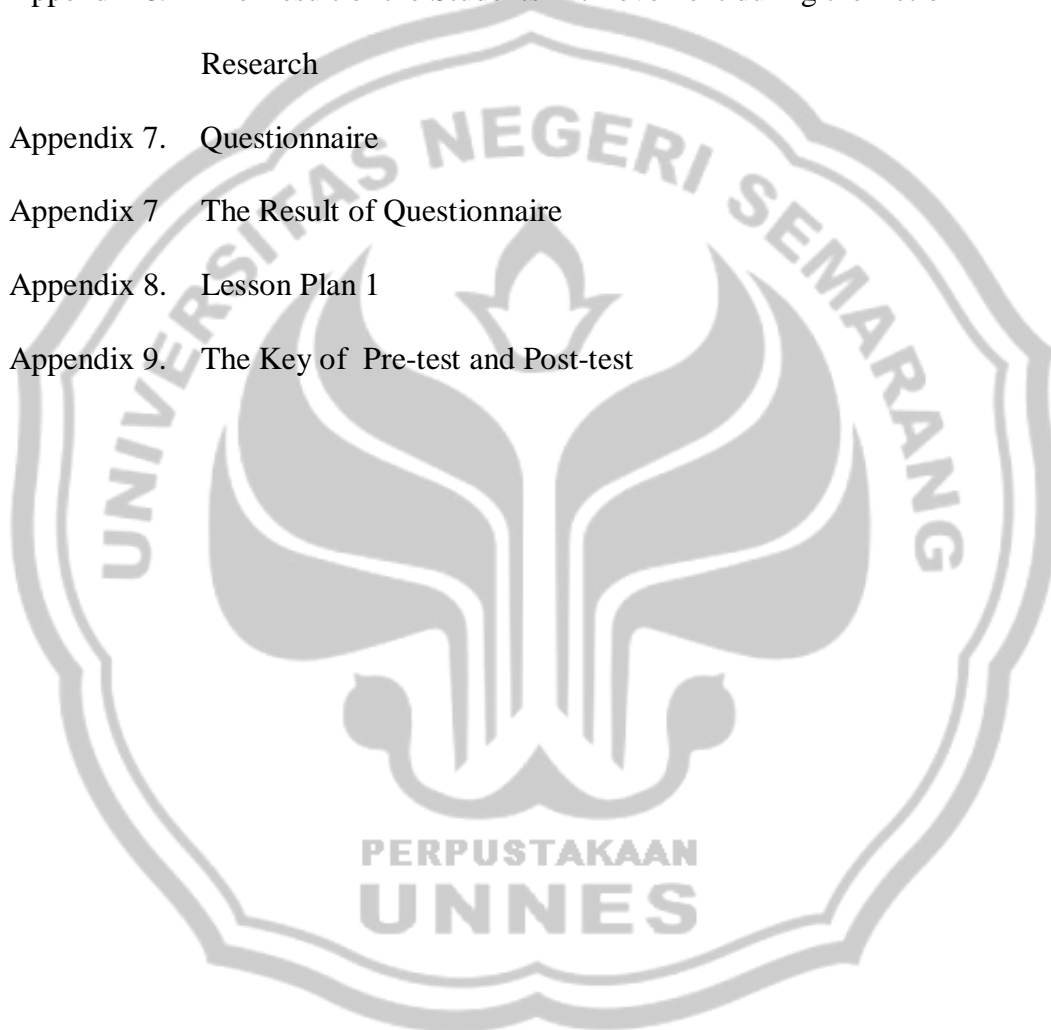 Research
Appendix 7. Questionnaire
Appendix 7 The Result of Questionnaire
Appendix 8. Lesson Plan 1
Appendix 9. The Key of Pre-test and Post-test
UNIVERSITAS NEGERI SEMARANG
PERPUSTAKAAN
UNNES